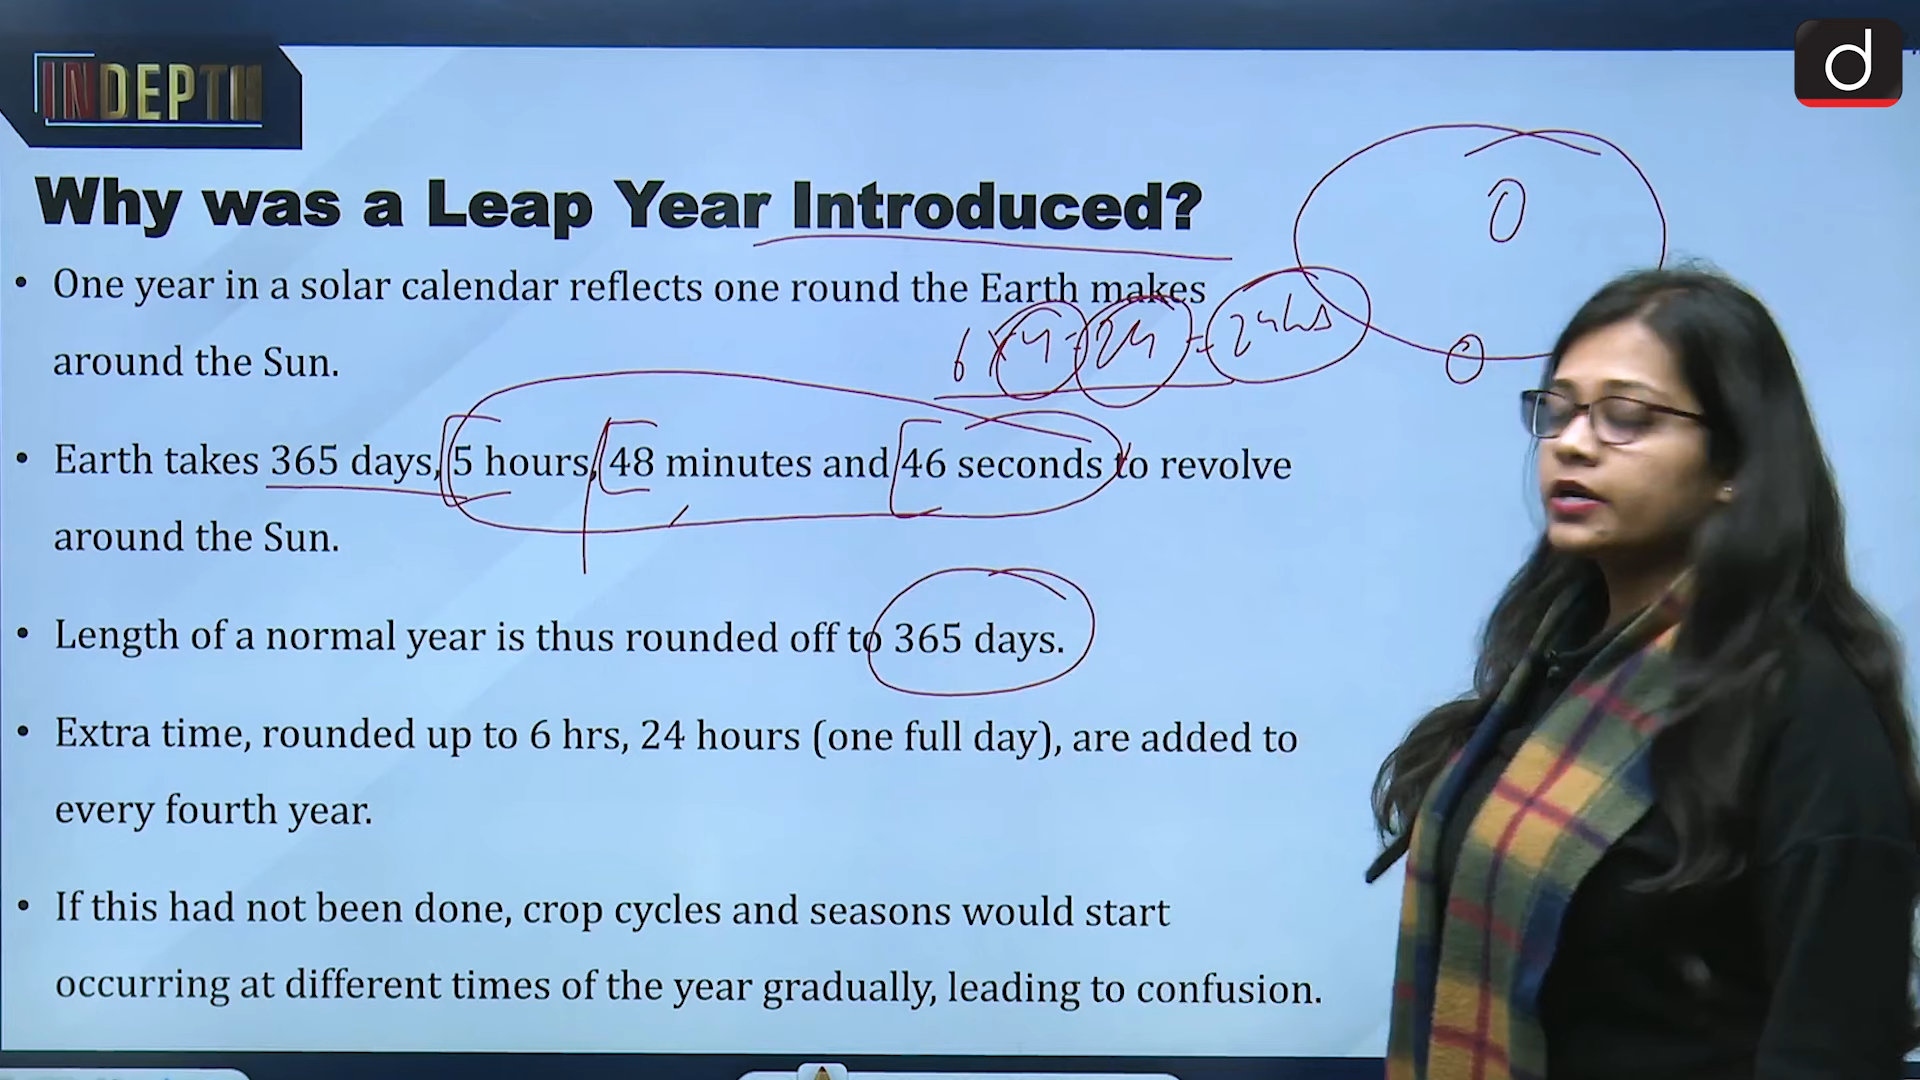 INDEPTH
d
Why was a Leap Year Introduced?
• One year in a solar calendar reflects one round the Earth makes
around the Sun.
6 × 4 = 24 = 24hrs
• Earth takes 365 days, 5 hours, 48 minutes and 46 seconds to revolve
around the Sun.
• Length of a normal year is thus rounded off to 365 days.
• Extra time, rounded up to 6 hrs, 24 hours (one full day), are added to
every fourth year.
• If this had not been done, crop cycles and seasons would start
occurring at different times of the year gradually, leading to confusion.